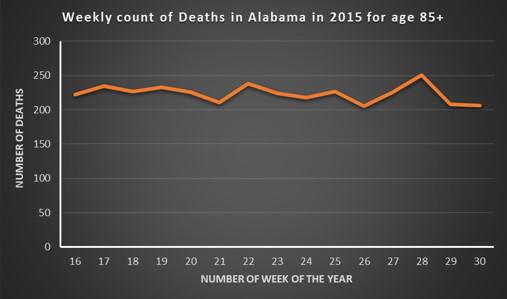 Weekly count of Deaths in Alabama in 2015 for age 85+
300
250
200
150
100
50
0
NUMBER OF DEATHS
16 17 18 19 20 21 22 23 24 25 26 27 28 29 30
NUMBER OF WEEK OF THE YEAR